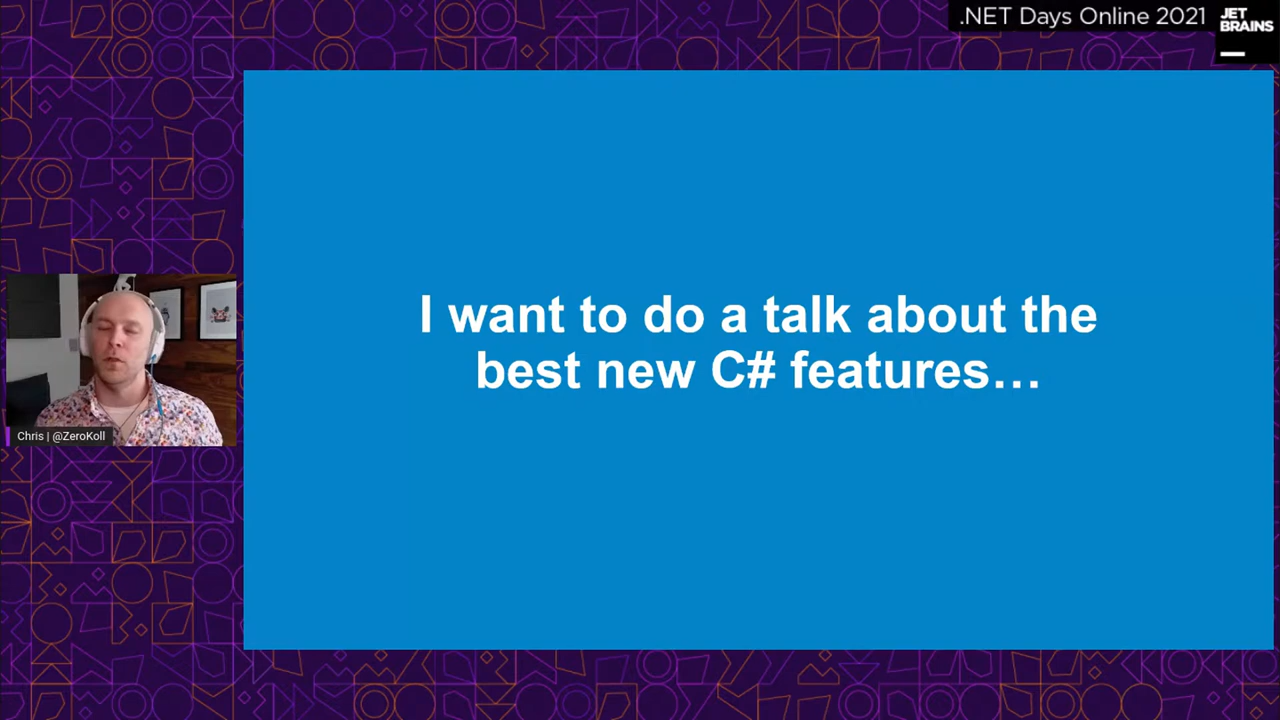 .NET Days Online 2021
JET
BRAINS
I want to do a talk about the
best new C# features…
Chris | @ZeroKoll